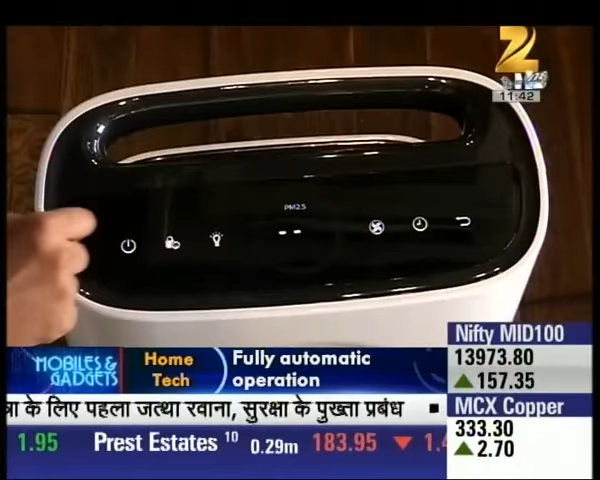 11:42
PM2.5
Nifty MID100
13973.80
157.35
MCX Copper
333.30
2.70
MOBILES &
GADGETS
Home
Tech
Fully automatic
operation
के लिए पहला जत्था रवाना, सुरक्षा के पुख्ता प्रबंध
1.95 Prest Estates 10 0.29m 183.95